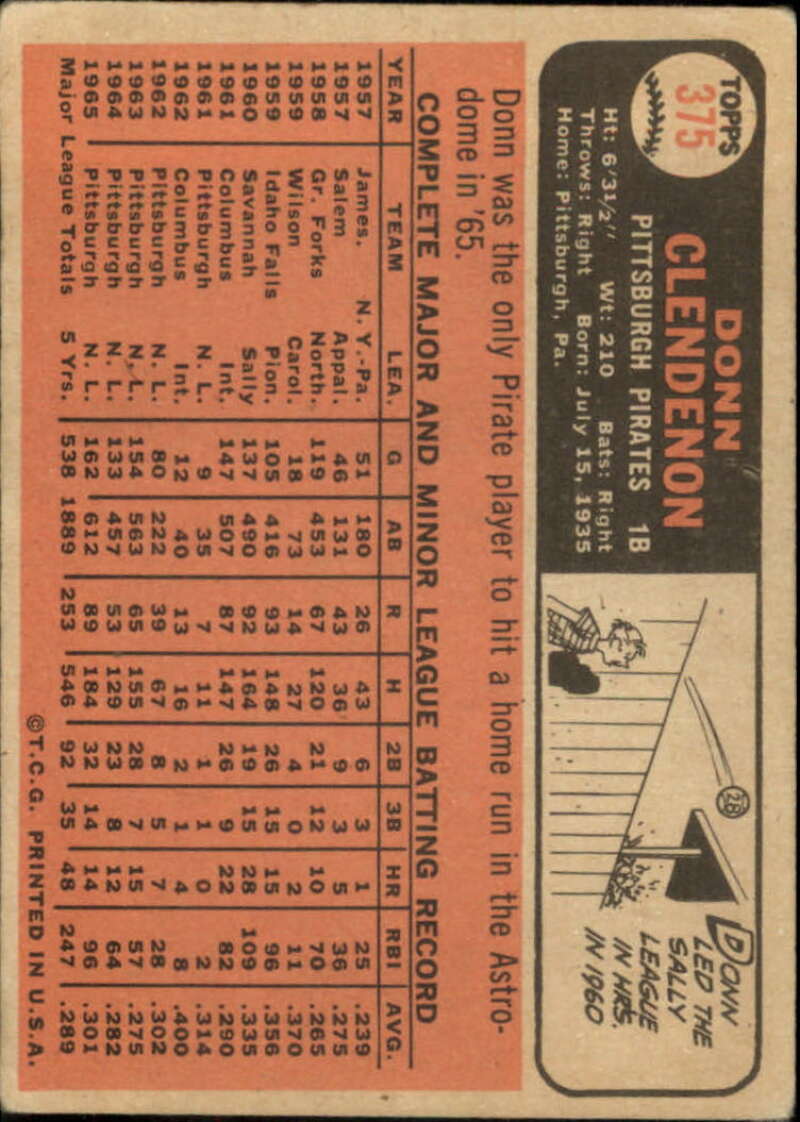 TOPPS
375
DONN
CLENDENON
PITTSBURGH PIRATES 1B
Ht: 6'31/2" Wt: 210 Bats: Right
Throws: Right Born: July 15, 1935
Home: Pittsburgh, Pa.
2B
DONN
LED THE
SALLY
LEAGUE
IN HRS.
IN 1960
Donn was the only Pirate player to hit a home run in the Astro-
dome in '65.
COMPLETE MAJOR AND MINOR LEAGUE BATTING RECORD
YEAR TEAM LEA. G AB R H 2B 3B HR RBI AVG.
1957 James. N.Y.-Pa. 51 180 26 43 6 3 1 25 .239
1957 Salem Appal. 46 131 43 36 9 3 5 36 .275
1958 Gr. Forks North. 119 453 67 120 21 12 10 70 .265
1959 Wilson Carol. 18 73 14 27 4 0 2 11 .370
1959 Idaho Falls Pion. 105 416 93 148 26 15 15 96 .356
1960 Savannah Sally 137 490 92 164 19 15 28 109 .335
1961 Columbus Int. 147 507 87 147 26 9 22 82 .290
1961 Pittsburgh N. L. 9 35 7 11 1 1 0 2 .314
1962 Columbus Int. 12 40 13 16 2 1 4 8 .400
1962 Pittsburgh N. L. 80 222 39 67 8 5 7 28 .302
1963 Pittsburgh N. L. 154 563 65 155 28 7 15 57 .275
1964 Pittsburgh N. L. 133 457 53 129 23 8 12 64 .282
1965 Pittsburgh N. L. 162 612 89 184 32 14 14 96 .301
Major League Totals 5 Yrs. 538 1889 253 546 92 35 48 247 .289
©T.C.G. PRINTED IN U.S.A.